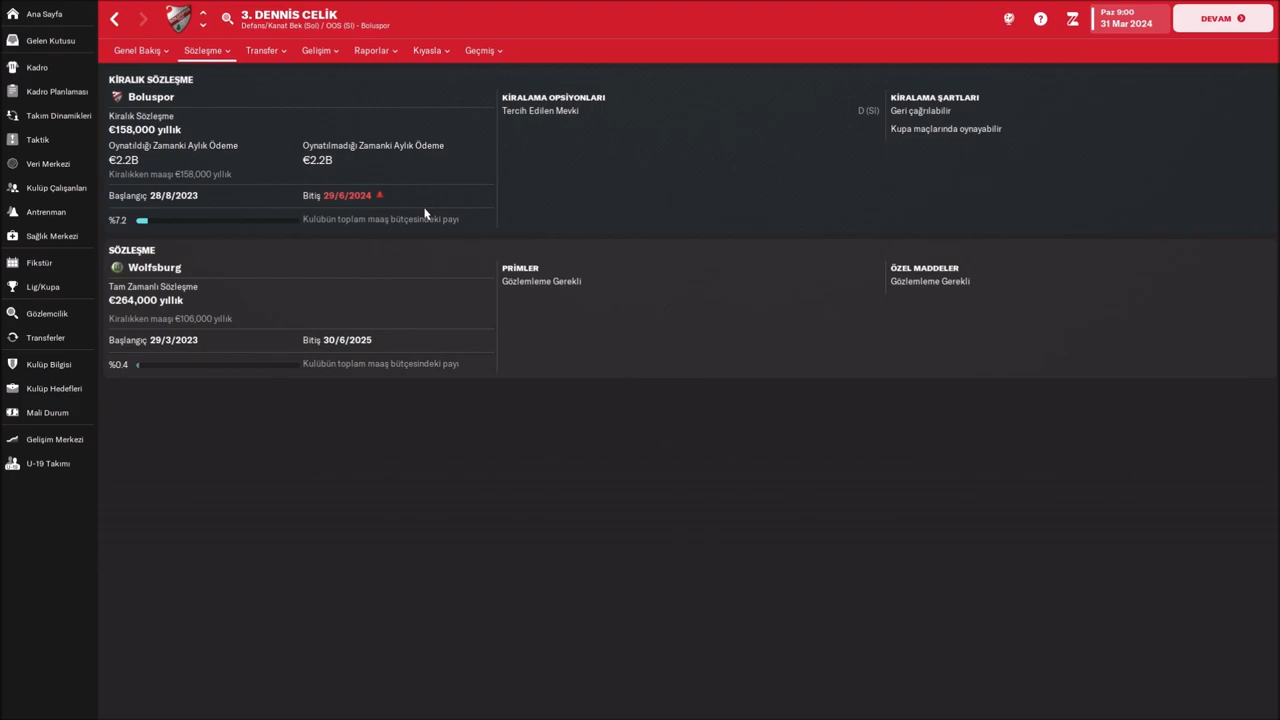 Ana Sayfa
Gelen Kutusu
Kadro
Kadro Planlaması
Takım Dinamikleri
Taktik
Veri Merkezi
Kulüp Çalışanları
Antrenman
Sağlık Merkezi
Fikstür
Lig/Kupa
Gözlemcilik
Transferler
Kulüp Bilgisi
Kulüp Hedefleri
Mali Durum
Gelişim Merkezi
U-19 Takımı
3. DENNİS CELİK
Defans/Kanat Bek (Sol) / OOS (Sl) - Boluspor
Paz 9:00
31 Mar 2024
DEVAM
Genel Bakış
Sözleşme
Transfer
Gelişim
Raporlar
Kıyasla
Geçmiş
KİRALIK SÖZLEŞME
Boluspor
Kiralık Sözleşme
€158,000 yıllık
Oynatıldığı Zamanki Aylık Ödeme
Oynatılmadığı Zamanki Aylık Ödeme
€2.2B
€2.2B
Kiralıkken maaşı €158,000 yıllık
Başlangıç 28/8/2023
Bitiş 29/6/2024
%7.2
Kulübün toplam maaş bütçesindeki payı
KİRALAMA OPSİYONLARI
Tercih Edilen Mevki
D (Sl)
KİRALAMA ŞARTLARI
Geri çağrılabilir
Kupa maçlarında oynayabilir
SÖZLEŞME
Wolfsburg
Tam Zamanlı Sözleşme
€264,000 yıllık
Kiralıkken maaşı €106,000 yıllık
Başlangıç 29/3/2023
Bitiş 30/6/2025
%0.4
Kulübün toplam maaş bütçesindeki payı
PRİMLER
Gözlemleme Gerekli
ÖZEL MADDELER
Gözlemleme Gerekli